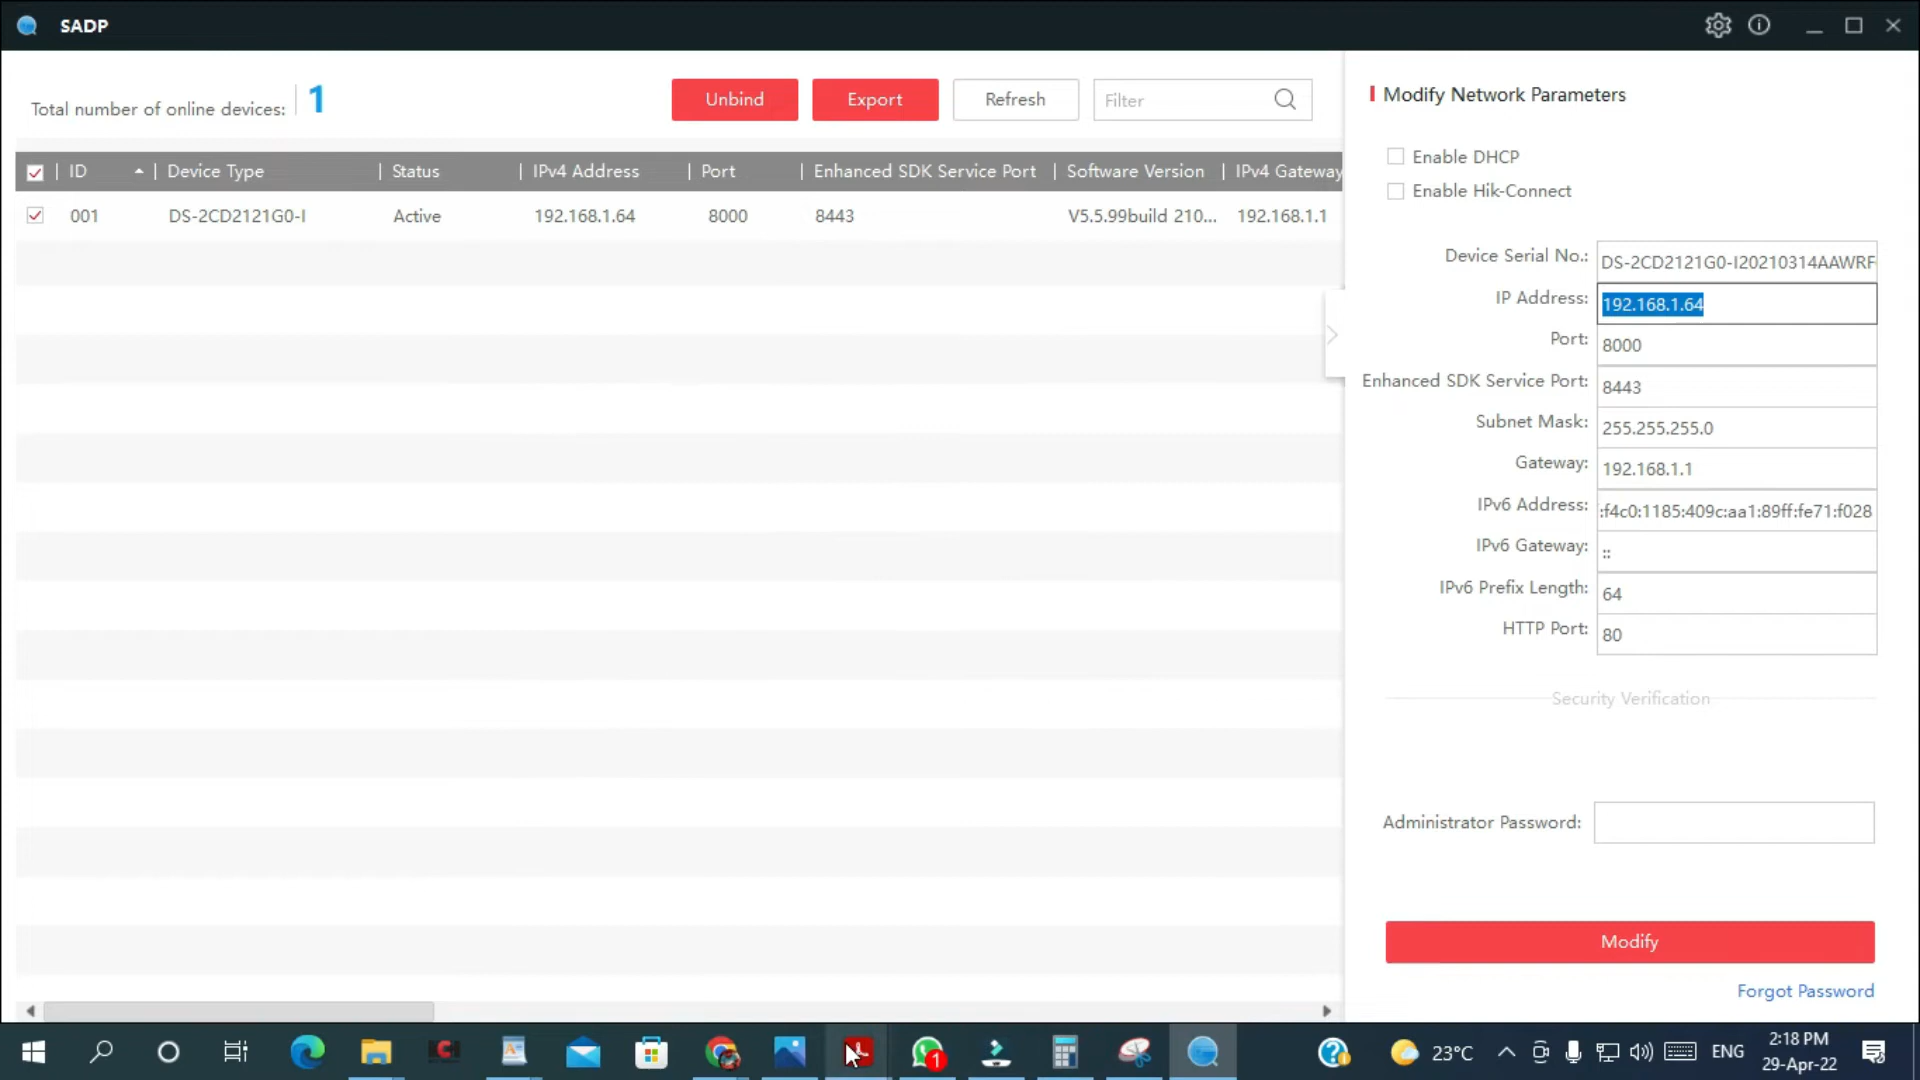 SADP
Total number of online devices: 1
Unbind
Export
Refresh
Filter
ID Device Type Status IPv4 Address Port Enhanced SDK Service Port Software Version IPv4 Gateway
001 DS-2CD2121G0-I Active 192.168.1.64 8000 8443 V5.5.99build 210... 192.168.1.1
Modify Network Parameters
Enable DHCP
Enable Hik-Connect
Device Serial No.: DS-2CD2121G0-I20210314AAWRF
IP Address: 192.168.1.64
Port: 8000
Enhanced SDK Service Port: 8443
Subnet Mask: 255.255.255.0
Gateway: 192.168.1.1
IPv6 Address: :f4c0:1185:409c:aa1:89ff:fe71:f028
IPv6 Gateway: ::
IPv6 Prefix Length: 64
HTTP Port: 80
Security Verification
Administrator Password:
Modify
Forgot Password
1
23°C
ENG
2:18 PM
29-Apr-22